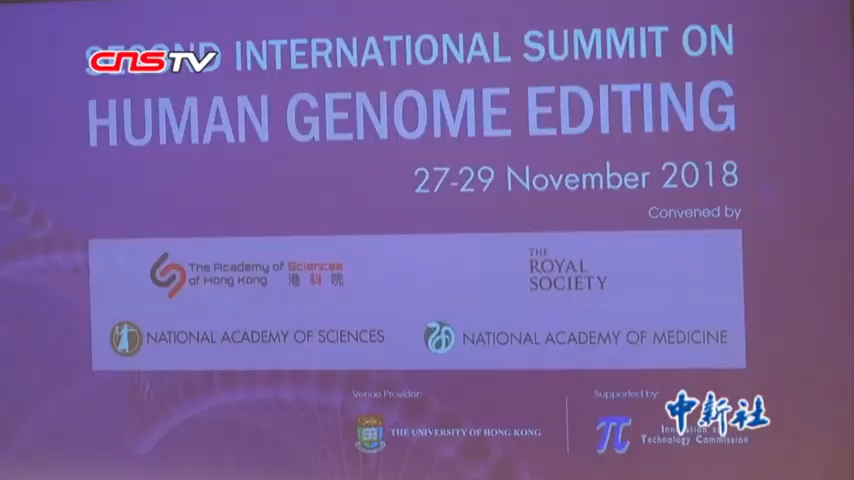 CNSTV
SECOND INTERNATIONAL SUMMIT ON
HUMAN GENOME EDITING
27-29 November 2018
Convened by
The Academy of Sciences
of Hong Kong 港科院
THE
ROYAL
SOCIETY
NATIONAL ACADEMY OF SCIENCES
NATIONAL ACADEMY OF MEDICINE
Venue Provider:
THE UNIVERSITY OF HONG KONG
Supported by:
中新社
Technology Commission